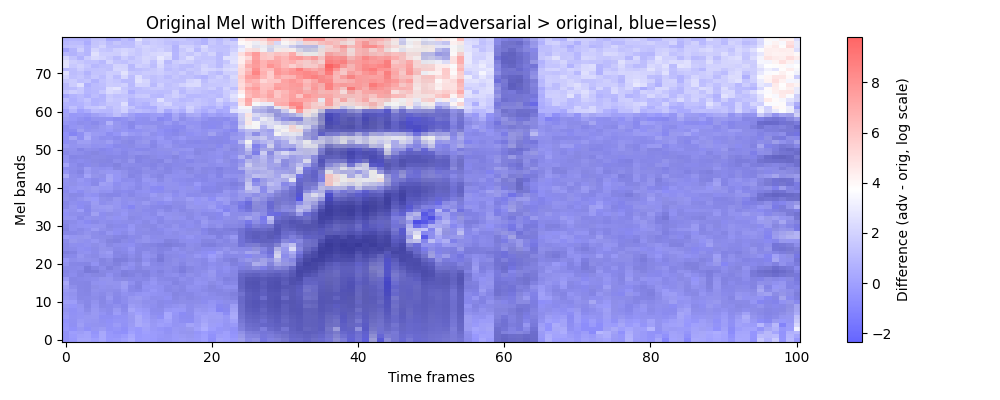 Original Mel with Differences (red=adversarial > original, blue=less)
70
60
50
40
30
20
10
0
Mel bands
0 20 40 60 80 100
Time frames
8
6
4
2
0
−2
Difference (adv - orig, log scale)